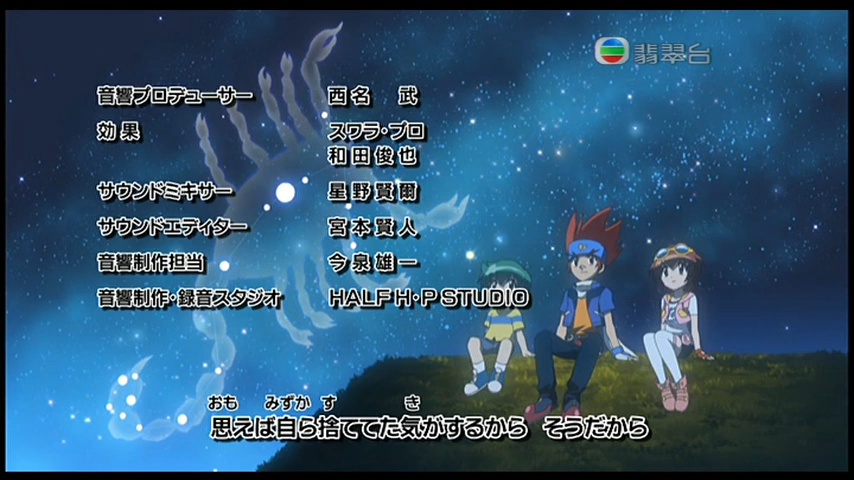 翡翠台
音響プロデューサー 西名 武
効果 スワラ・プロ
和田俊也
サウンドミキサー 星野賢爾
サウンドエディター 宮本賢人
音響制作担当 今泉雄一
音響制作・録音スタジオ HALF H・P STUDIO
おも みずか す き
思えば自ら捨ててた気がするから そうだから